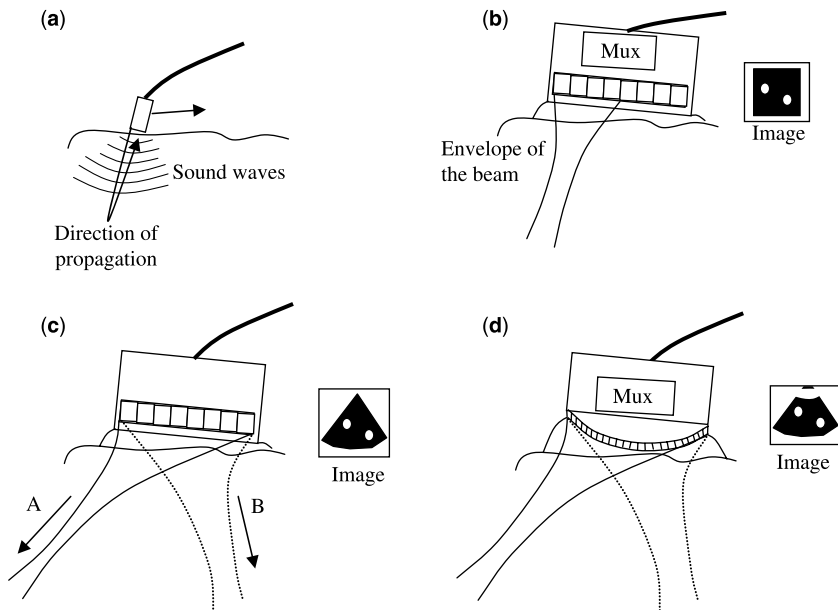 (a)
Sound waves
Direction of
propagation
(b)
Mux
Envelope of
the beam
Image
(c)
A
B
Image
(d)
Mux
Image